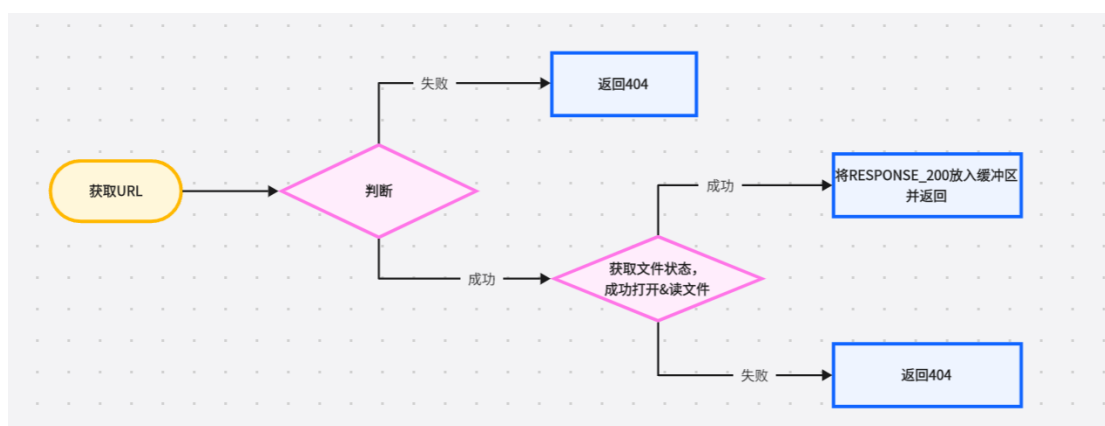 失败
返回404
获取URL
判断
成功
将RESPONSE_200放入缓冲区
并返回
成功
获取文件状态，
成功打开&读文件
失败
返回404